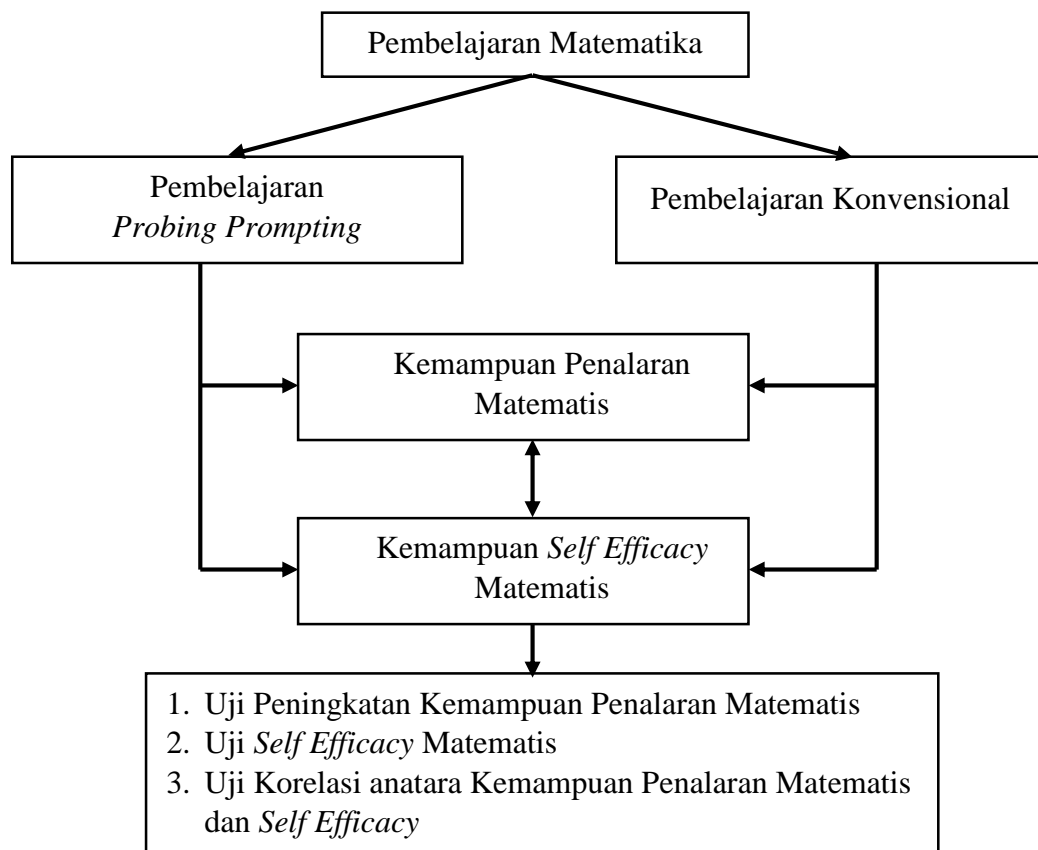 Pembelajaran Matematika
Pembelajaran
Probing Prompting
Pembelajaran Konvensional
Kemampuan Penalaran
Matematis
Kemampuan Self Efficacy
Matematis
1. Uji Peningkatan Kemampuan Penalaran Matematis
2. Uji Self Efficacy Matematis
3. Uji Korelasi anatara Kemampuan Penalaran Matematis
dan Self Efficacy